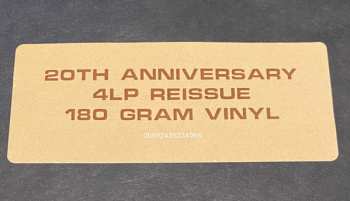 20TH ANNIVERSARY
4LP REISSUE
180 GRAM VINYL